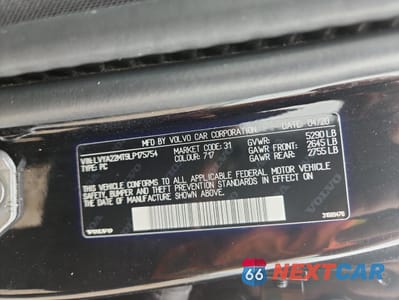 MFD BY VOLVO CAR CORPORATION DATE: 04/20
VIN: LVYA22MT9LP175754 MARKET CODE: 31 GVWR: 5290 LB
TYPE: PC COLOUR: 717 GAWR FRONT: 2645 LB
GAWR REAR: 2755 LB
THIS VEHICLE CONFORMS TO ALL APPLICABLE FEDERAL MOTOR VEHICLE
SAFETY, BUMPER AND THEFT PREVENTION STANDARDS IN EFFECT ON THE
DATE OF MANUFACTURE SHOWN ABOVE.
VOLVO
66 NEXTCAR